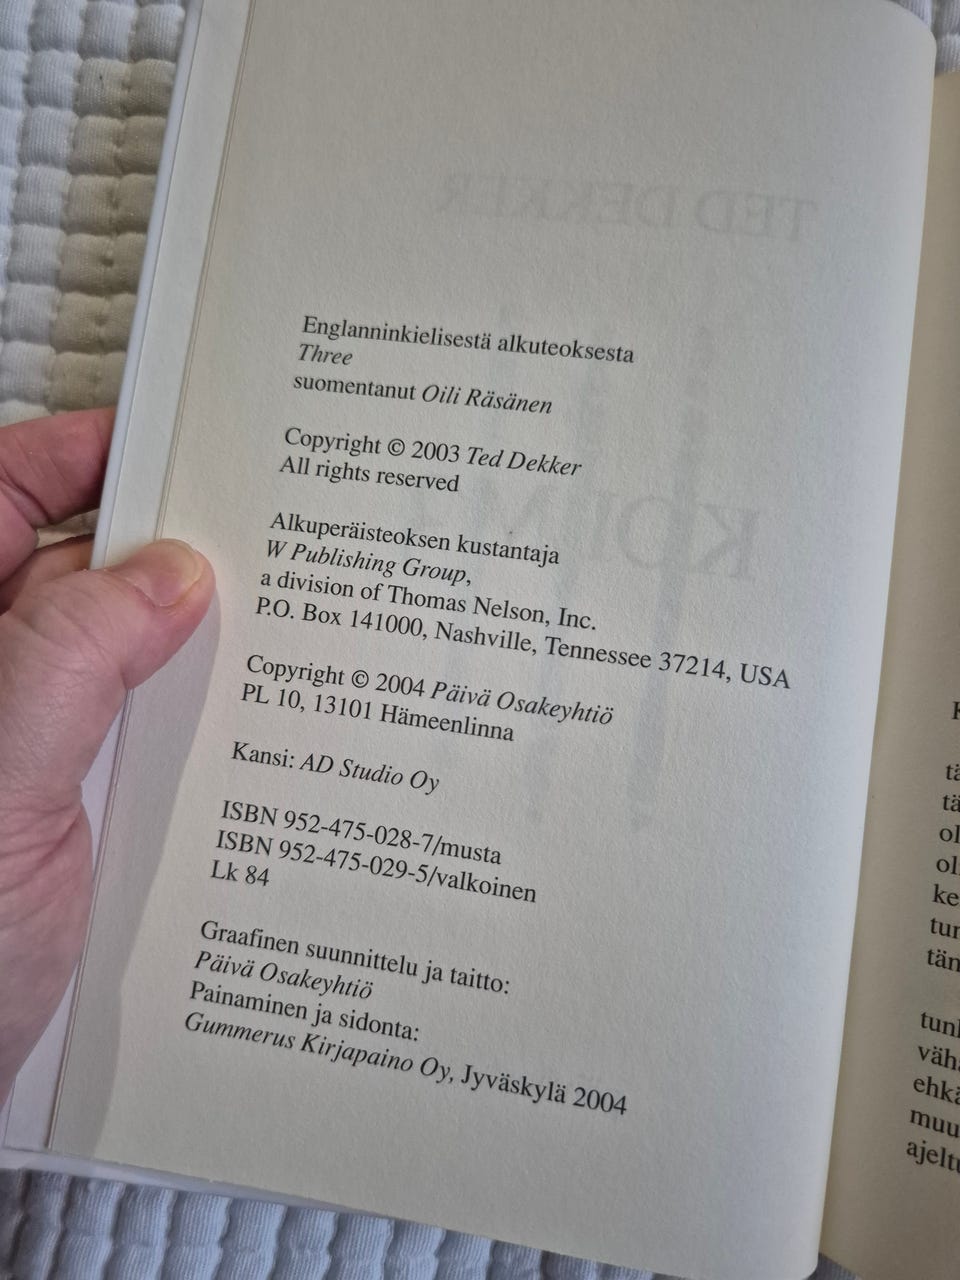 TED DEKKER
Englanninkielisestä alkuteoksesta
Three
suomentanut Oili Räsänen
Copyright © 2003 Ted Dekker
All rights reserved
Alkuperäisteoksen kustantaja
W Publishing Group,
a division of Thomas Nelson, Inc.
P.O. Box 141000, Nashville, Tennessee 37214, USA
Copyright © 2004 Päivä Osakeyhtiö
PL 10, 13101 Hämeenlinna
Kansi: AD Studio Oy
ISBN 952-475-028-7/musta
ISBN 952-475-029-5/valkoinen
Lk 84
Graafinen suunnittelu ja taitto:
Päivä Osakeyhtiö
Painaminen ja sidonta:
Gummerus Kirjapaino Oy, Jyväskylä 2004